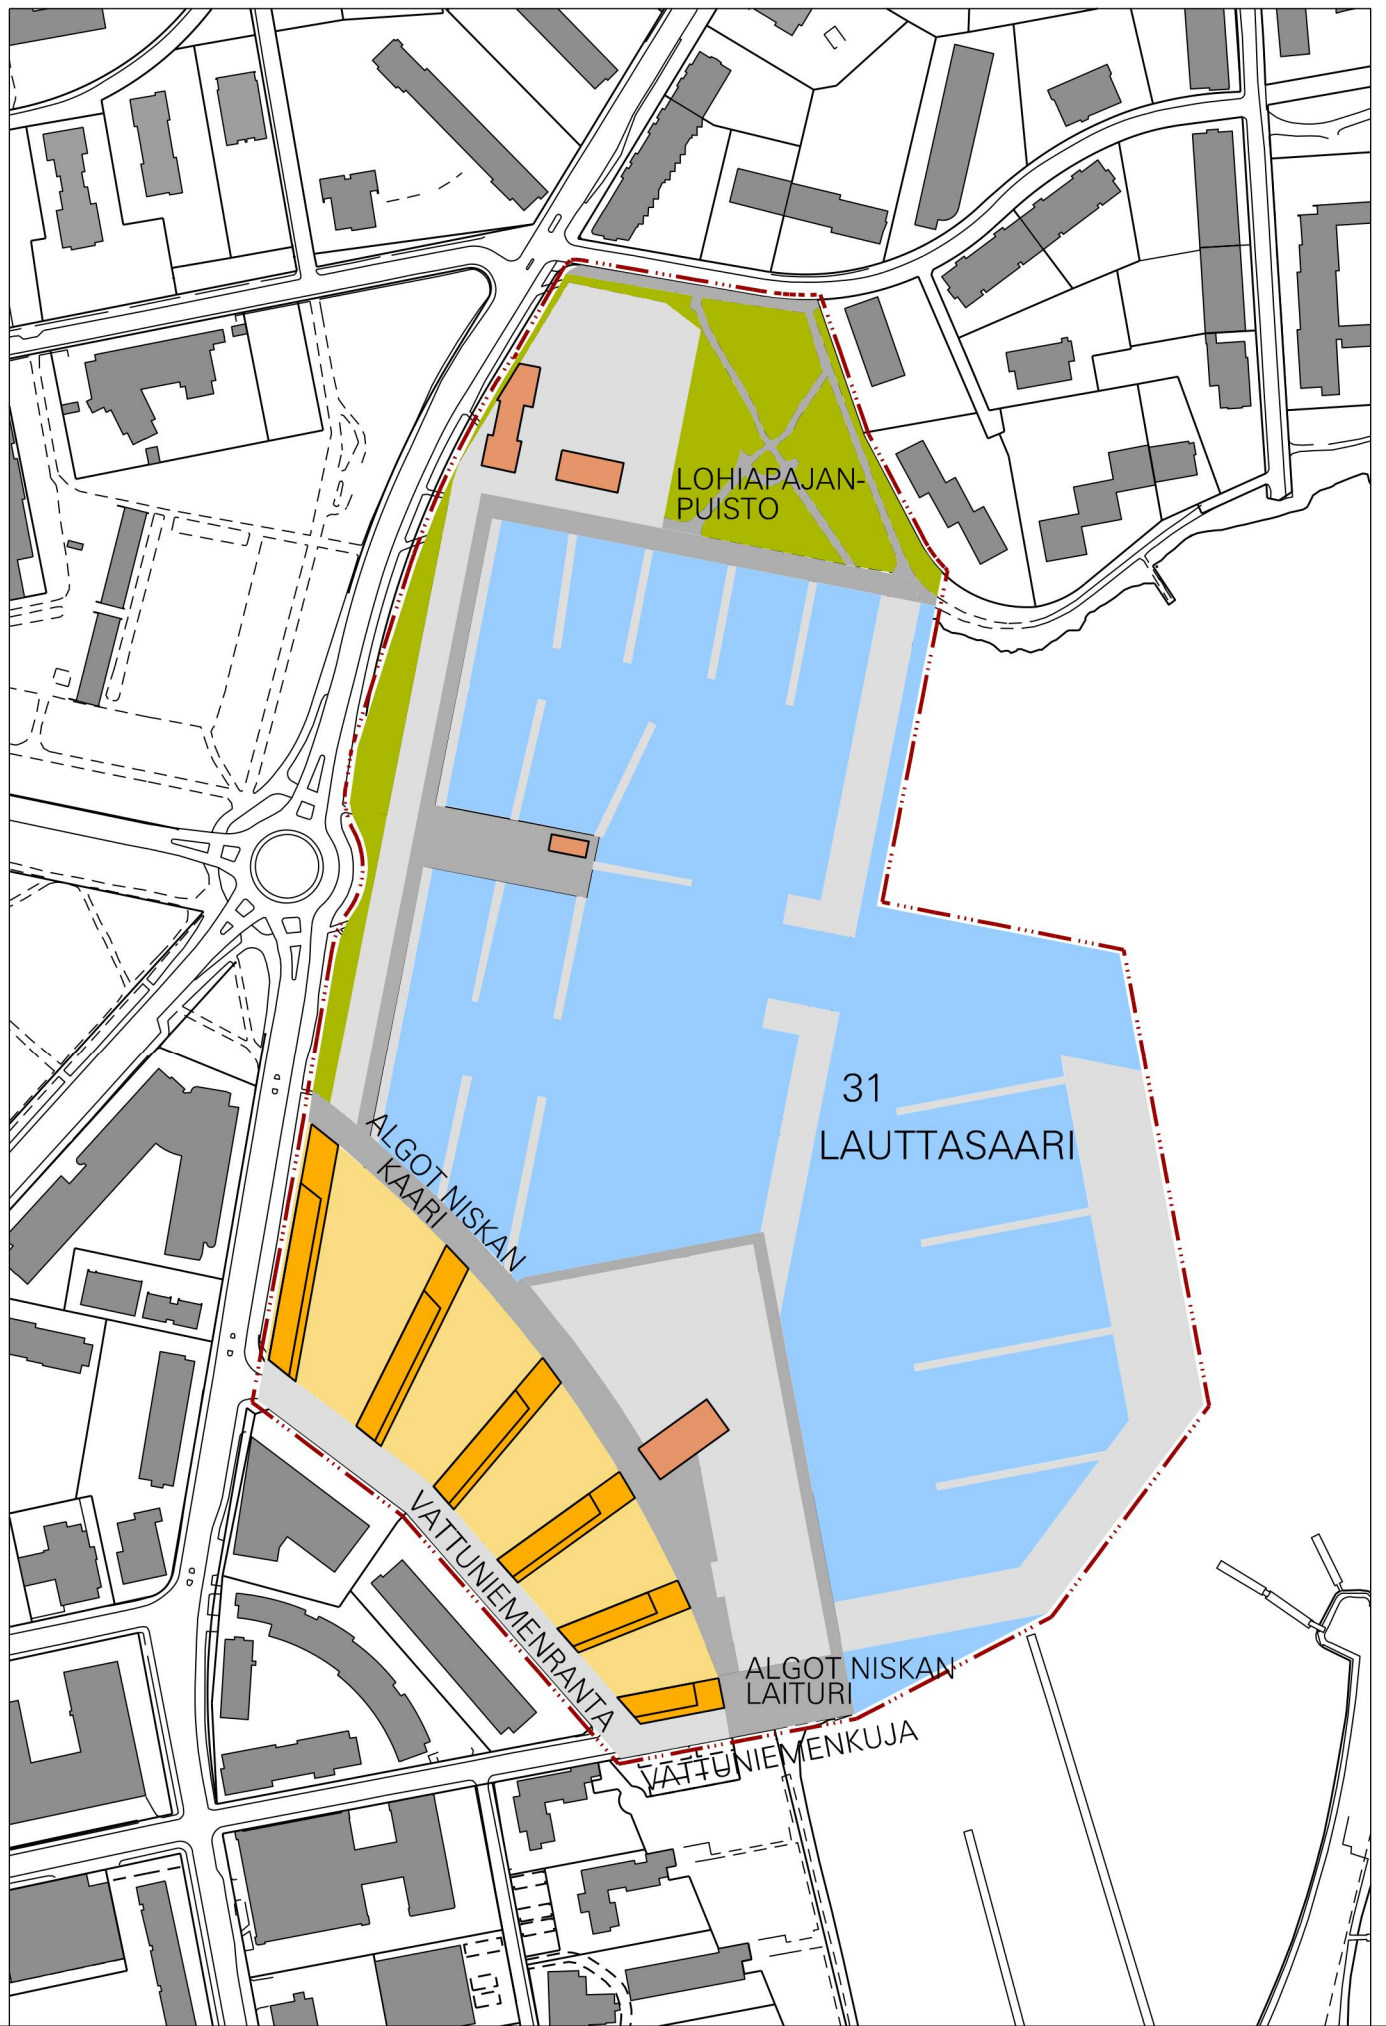 LOHIAPAJAN-
PUISTO
31
LAUTTASAARI
ALGOT NISKAN
KAARI
VATTUNIEMENRANTA
ALGOT NISKAN
LAITURI
VATTUNIEMENKUJA